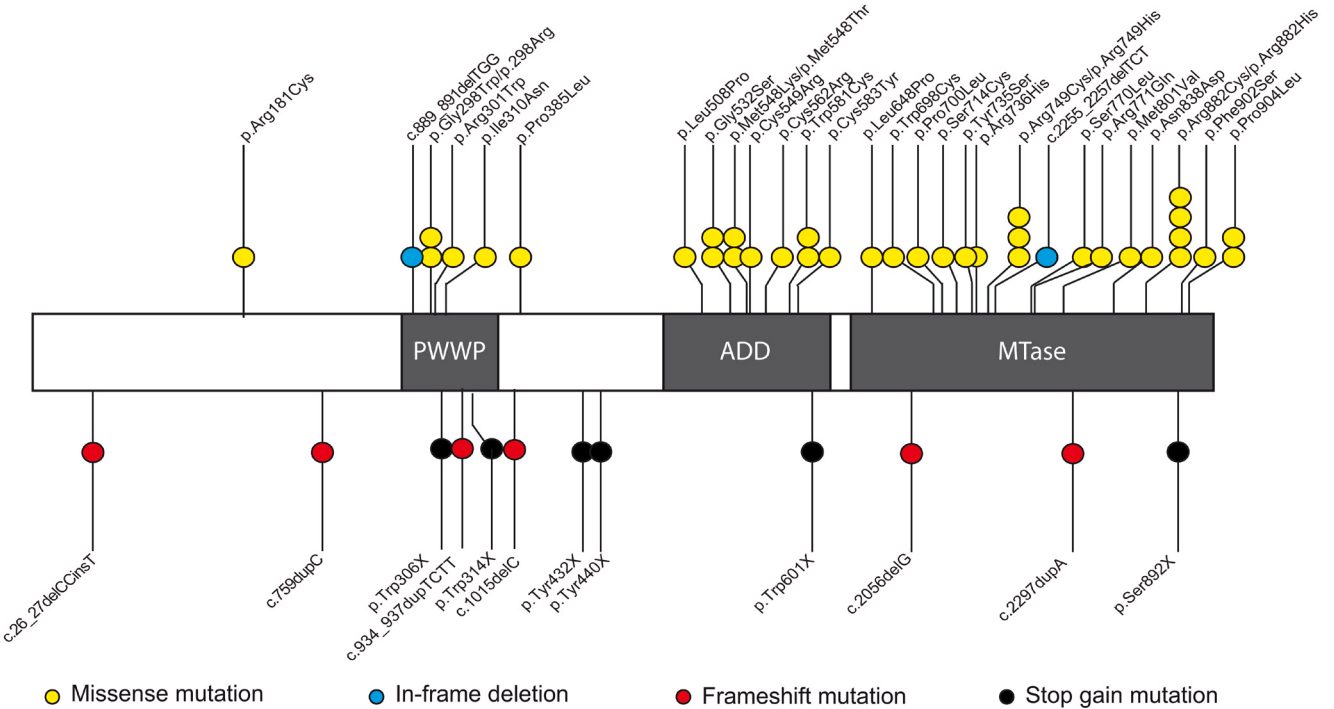 p.Arg181Cys
c.889_891delTGG
p.Gly298Trp/p.298Arg
p.Arg301Trp
p.Ile310Asn
p.Pro385Leu
p.Leu508Pro
p.Gly532Ser
p.Met548Lys/p.Met548Thr
p.Cys549Arg
p.Cys562Arg
p.Trp581Cys
p.Cys583Tyr
p.Leu648Pro
p.Trp698Cys
p.Pro700Leu
p.Ser714Cys
p.Tyr735Ser
p.Arg736His
p.Arg749Cys/p.Arg749His
c.2255_2257delTCT
p.Ser770Leu
p.Arg771Gln
p.Met801Val
p.Asn838Asp
p.Arg882Cys/p.Arg882His
p.Phe902Ser
p.Pro904Leu
PWWP
ADD
MTase
c.26_27delCCinsT
c.759dupC
p.Trp306X
c.934_937dupTCTT
p.Trp314X
c.1015delC
p.Tyr432X
p.Tyr440X
p.Trp601X
c.2056delG
c.2297dupA
p.Ser892X
Missense mutation
In-frame deletion
Frameshift mutation
Stop gain mutation